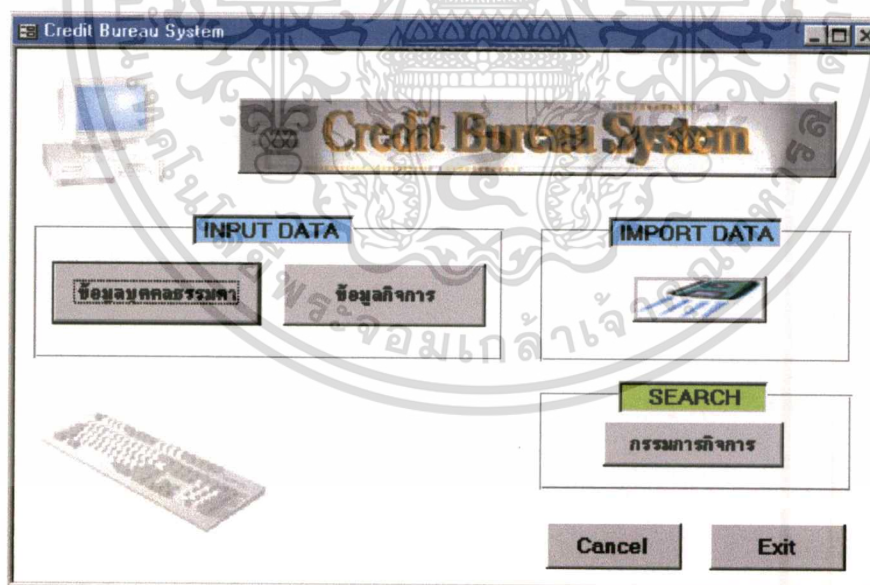 Credit Bureau System
Credit Bureau System
INPUT DATA
ข้อมูลบุคคลธรรมดา
ข้อมูลกิจการ
IMPORT DATA
SEARCH
กรรมการกิจการ
Cancel
Exit